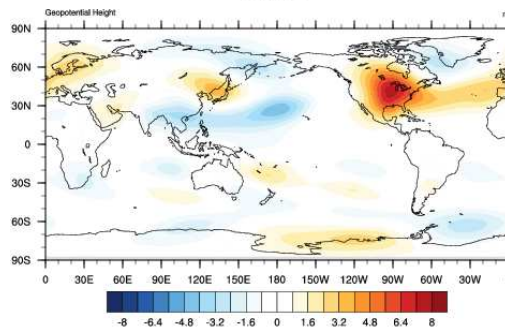 Geopotential Height
90N
60N
30N
0
30S
60S
90S
0 30E 60E 90E 120E 150E 180 150W 120W 90W 60W 30W
-8 -6.4 -4.8 -3.2 -1.6 0 1.6 3.2 4.8 6.4 8